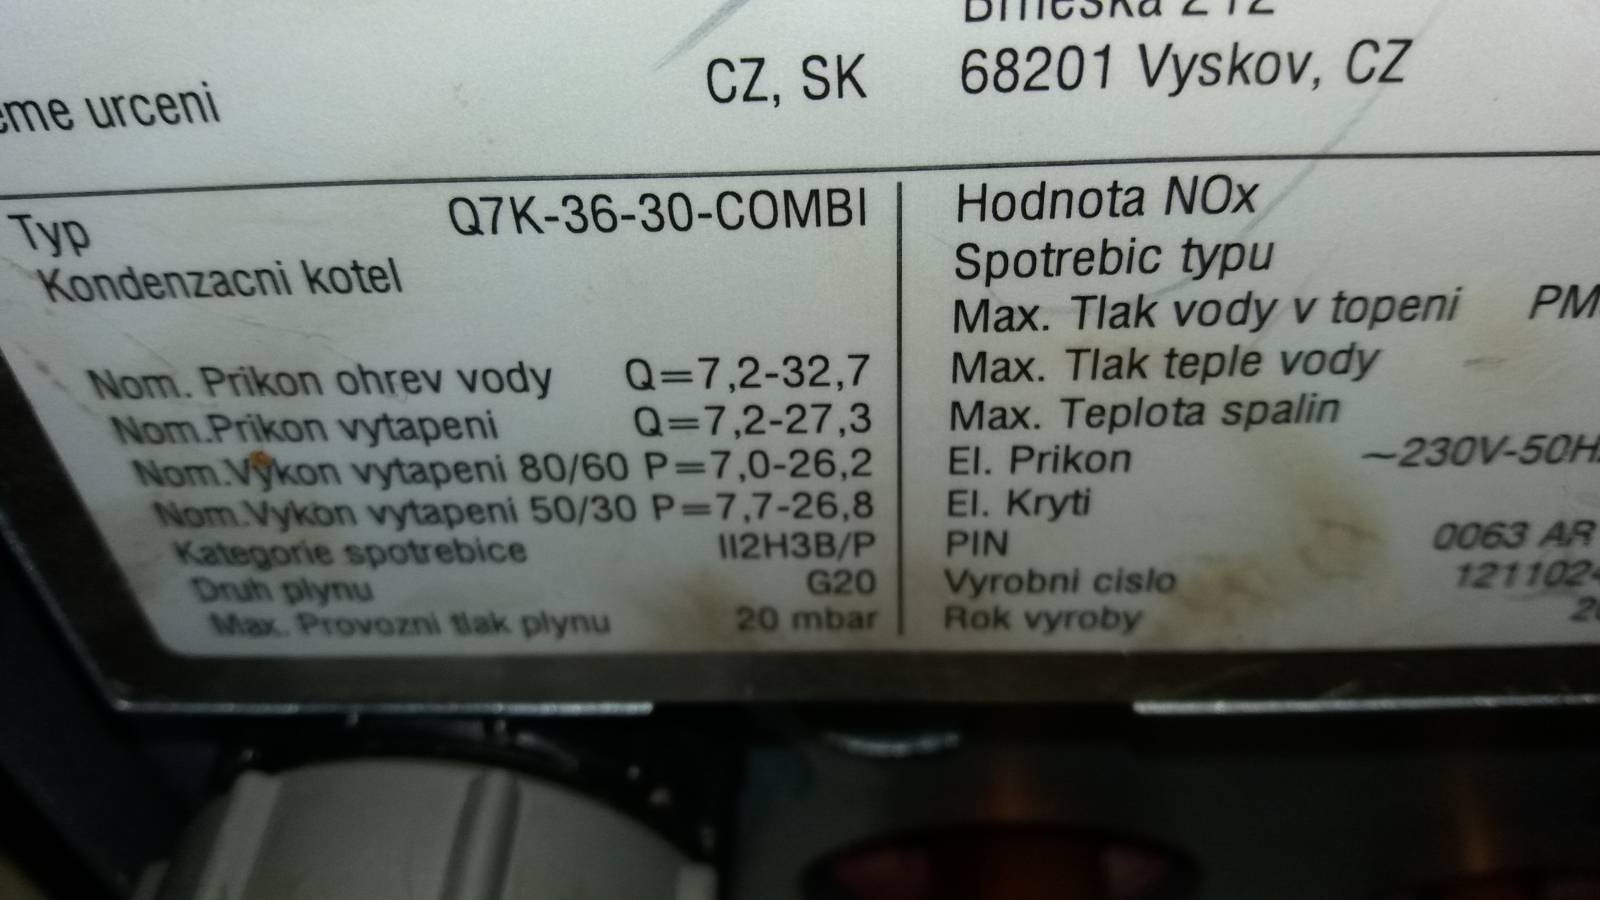 CZ, SK
68201 Vyskov, CZ
urceni
Typ Q7K-36-30-COMBI
Kondenzacni kotel
Nom. Prikon ohrev vody Q=7,2-32,7
Nom.Prikon vytapeni Q=7,2-27,3
Nom.Vykon vytapeni 80/60 P=7,0-26,2
Nom.Vykon vytapeni 50/30 P=7,7-26,8
Kategorie spotrebice II2H3B/P
Druh plynu G20
Max. Provozni tlak plynu 20 mbar
Hodnota NOx
Spotrebic typu
Max. Tlak vody v topeni PM
Max. Tlak teple vody
Max. Teplota spalin
El. Prikon ~230V-50H
El. Kryti
PIN 0063 AR
Vyrobni cislo 1211024
Rok vyroby